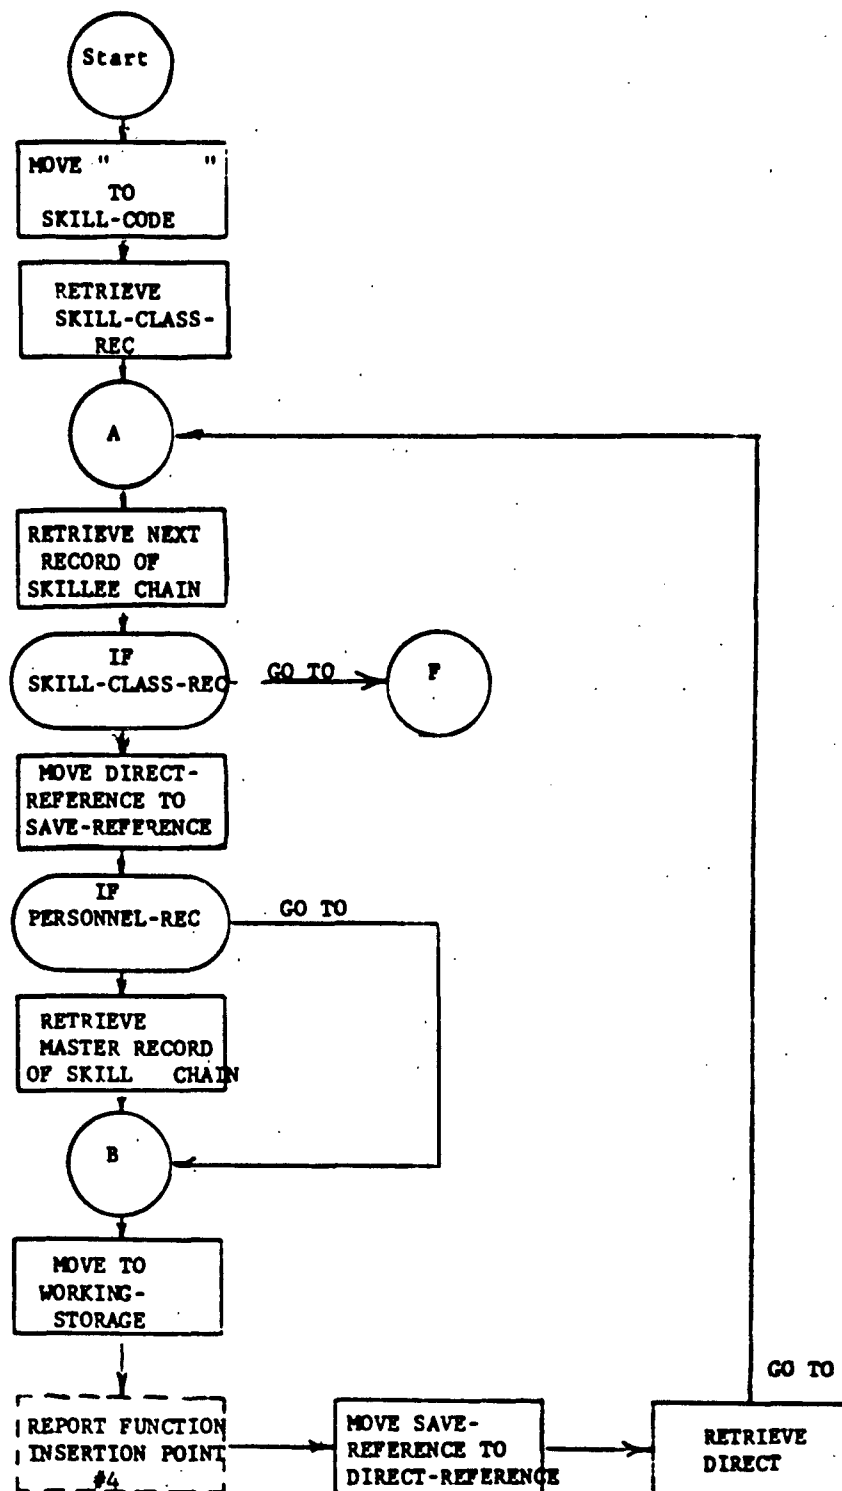 Start
MOVE "        "
TO
SKILL-CODE
RETRIEVE
SKILL-CLASS-
REC
A
RETRIEVE NEXT
RECORD OF
SKILLEE CHAIN
IF
SKILL-CLASS-REC
GO TO
F
MOVE DIRECT-
REFERENCE TO
SAVE-REFERENCE
IF
PERSONNEL-REC
GO TO
RETRIEVE
MASTER RECORD
OF SKILL CHAIN
B
MOVE TO
WORKING-
STORAGE
GO TO
REPORT FUNCTION
INSERTION POINT
#4
MOVE SAVE-
REFERENCE TO
DIRECT-REFERENCE
RETRIEVE
DIRECT